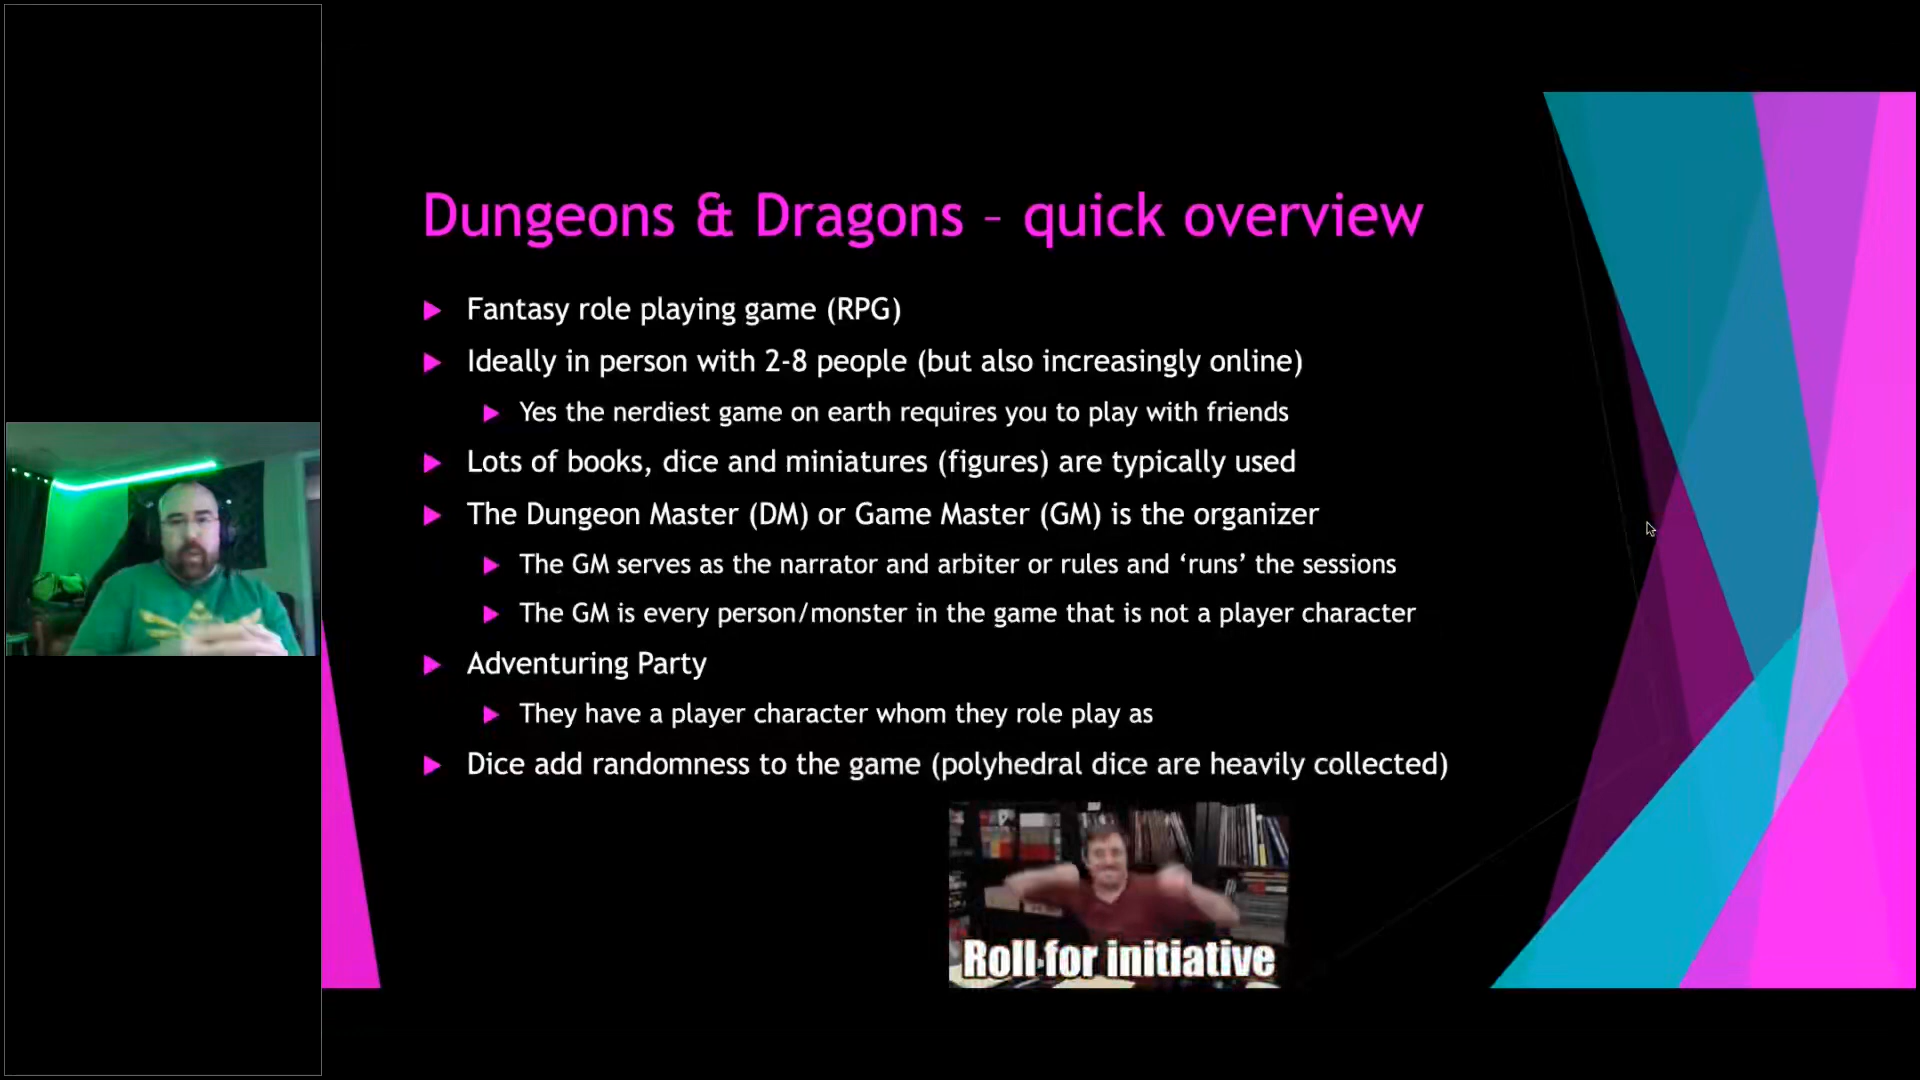 Dungeons & Dragons – quick overview
Fantasy role playing game (RPG)
Ideally in person with 2-8 people (but also increasingly online)
Yes the nerdiest game on earth requires you to play with friends
Lots of books, dice and miniatures (figures) are typically used
The Dungeon Master (DM) or Game Master (GM) is the organizer
The GM serves as the narrator and arbiter or rules and ‘runs’ the sessions
The GM is every person/monster in the game that is not a player character
Adventuring Party
They have a player character whom they role play as
Dice add randomness to the game (polyhedral dice are heavily collected)
Roll for initiative